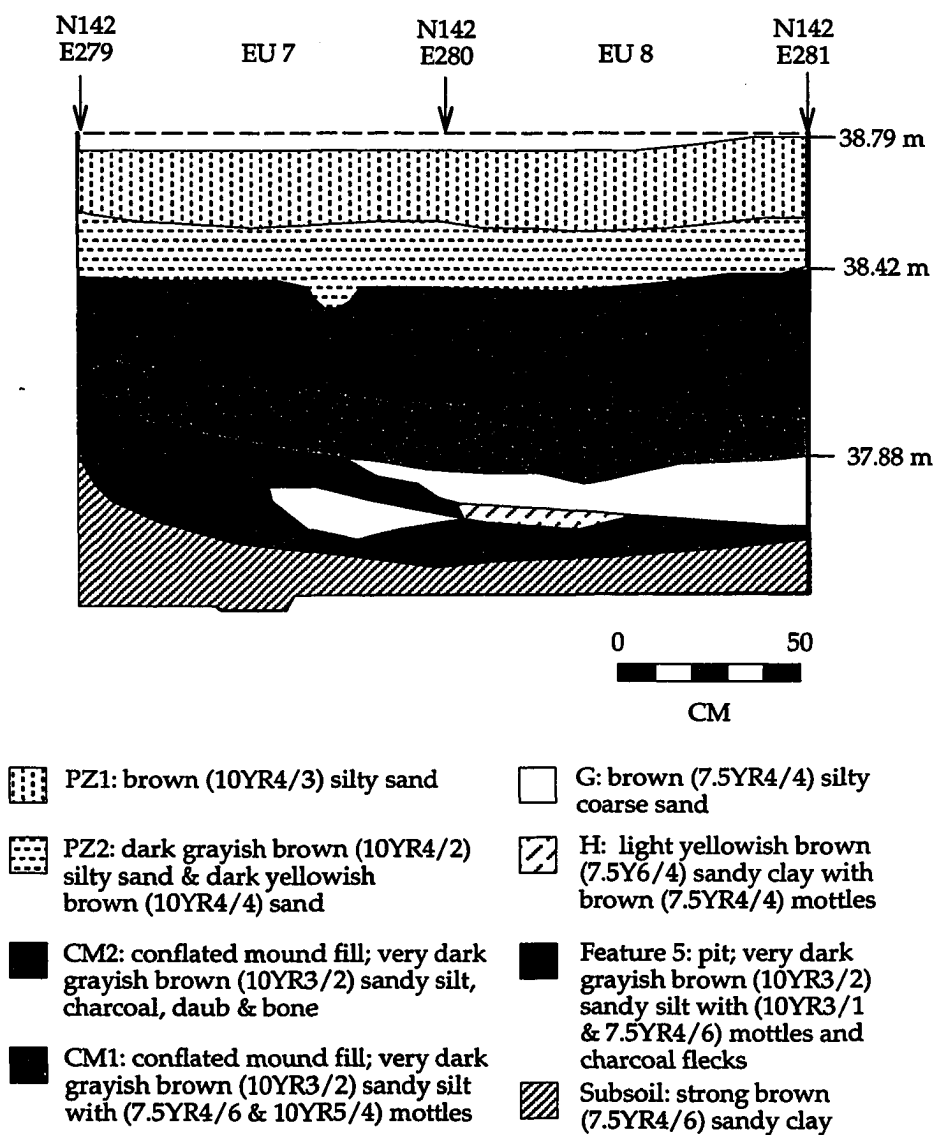 N142
E279
EU 7
N142
E280
EU 8
N142
E281
38.79 m
38.42 m
37.88 m
0
50
CM
PZ1: brown (10YR4/3) silty sand
PZ2: dark grayish brown (10YR4/2)
silty sand & dark yellowish
brown (10YR4/4) sand
CM2: conflated mound fill; very dark
grayish brown (10YR3/2) sandy silt,
charcoal, daub & bone
CM1: conflated mound fill; very dark
grayish brown (10YR3/2) sandy silt
with (7.5YR4/6 & 10YR5/4) mottles
G: brown (7.5YR4/4) silty
coarse sand
H: light yellowish brown
(7.5Y6/4) sandy clay with
brown (7.5YR4/4) mottles
Feature 5: pit; very dark
grayish brown (10YR3/2)
sandy silt with (10YR3/1
& 7.5YR4/6) mottles and
charcoal flecks
Subsoil: strong brown
(7.5YR4/6) sandy clay